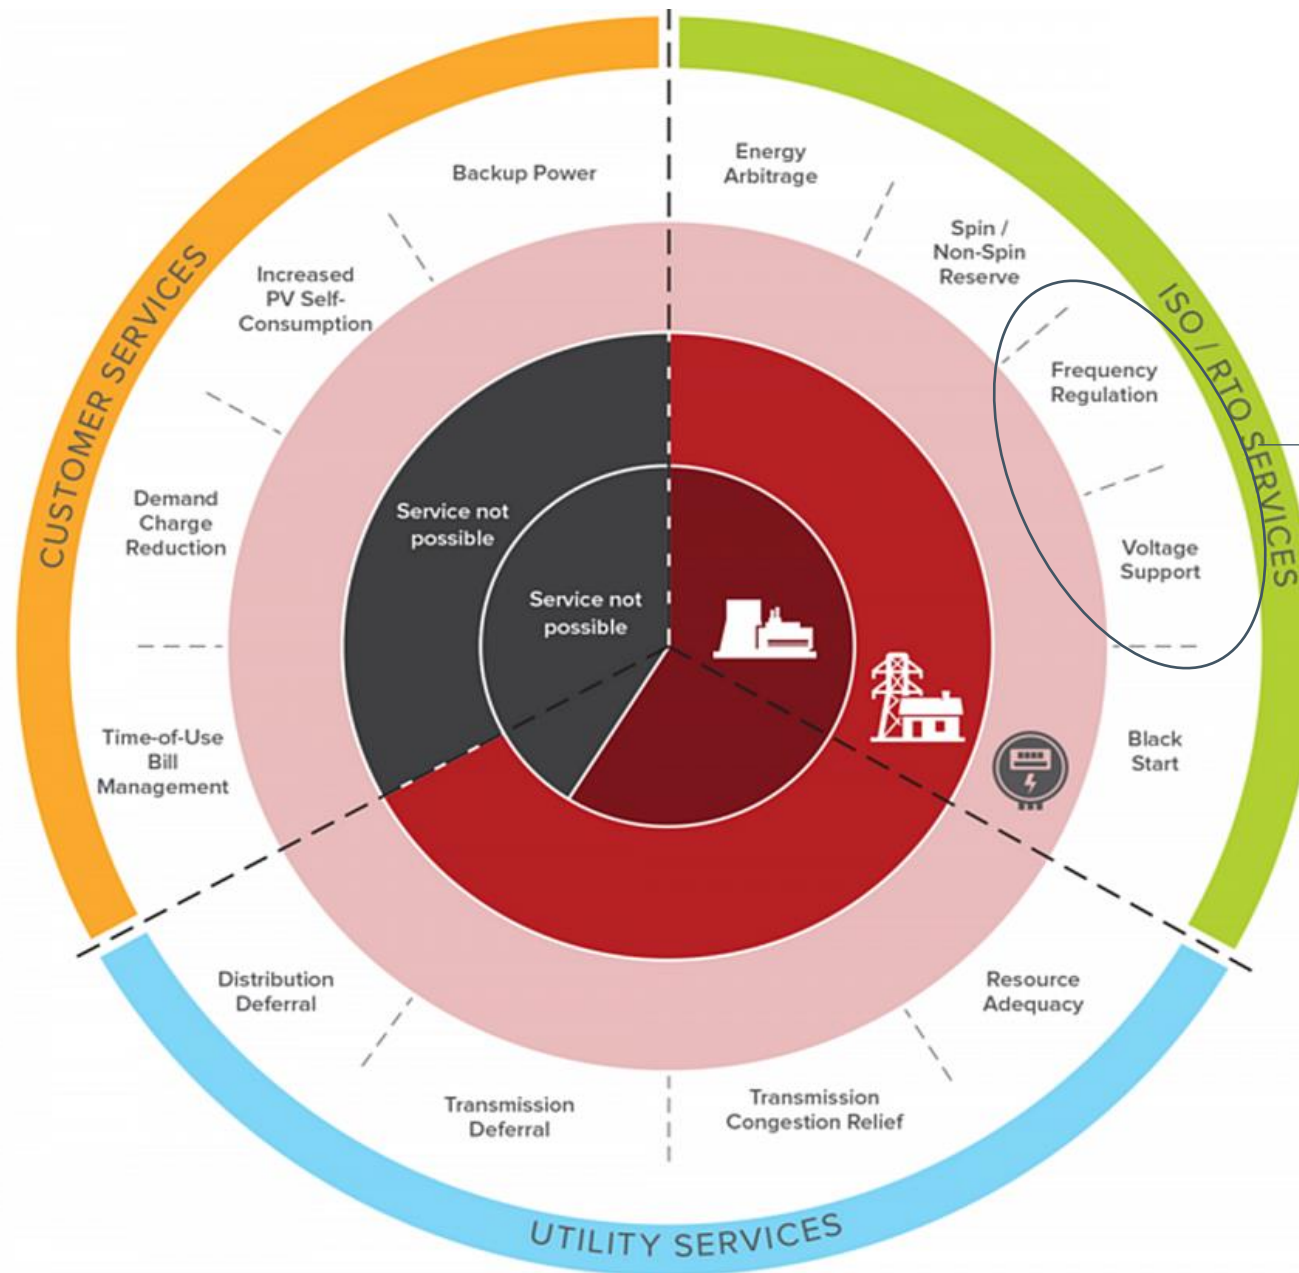 CUSTOMER SERVICES
Backup Power
Increased
PV Self-
Consumption
Demand
Charge
Reduction
Time-of-Use
Bill
Management
ISO / RTO SERVICES
Energy
Arbitrage
Spin /
Non-Spin
Reserve
Frequency
Regulation
Voltage
Support
Black
Start
Service not
possible
Service not
possible
UTILITY SERVICES
Resource
Adequacy
Transmission
Congestion Relief
Transmission
Deferral
Distribution
Deferral